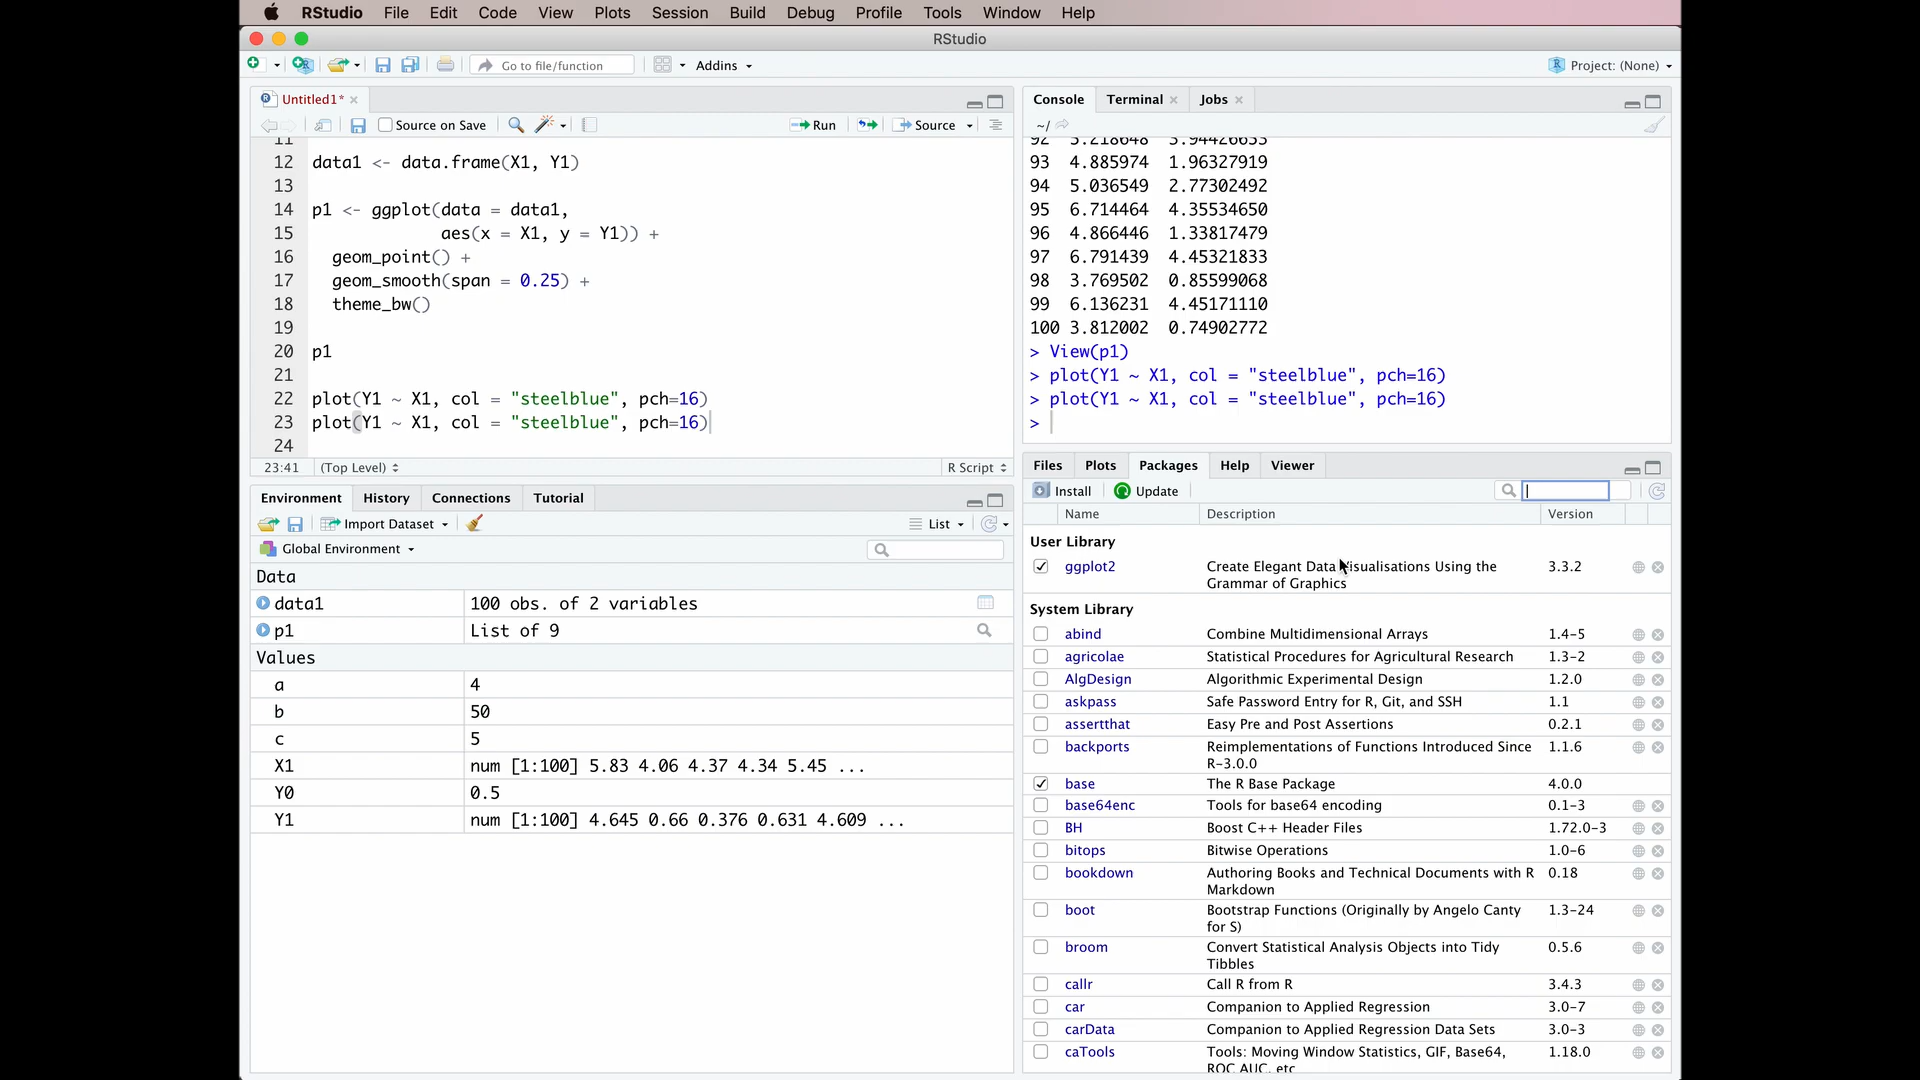 RStudio File Edit Code View Plots Session Build Debug Profile Tools Window Help
RStudio
Go to file/function Addins Project: (None)
Untitled1*
Source on Save Run Source
11
12 data1 <- data.frame(X1, Y1)
13
14 p1 <- ggplot(data = data1,
15 aes(x = X1, y = Y1)) +
16 geom_point() +
17 geom_smooth(span = 0.25) +
18 theme_bw()
19
20 p1
21
22 plot(Y1 ~ X1, col = "steelblue", pch=16)
23 plot(Y1 ~ X1, col = "steelblue", pch=16)
24
23:41 (Top Level) R Script
Environment History Connections Tutorial
Import Dataset List
Global Environment
Data
data1 100 obs. of 2 variables
p1 List of 9
Values
a 4
b 50
c 5
X1 num [1:100] 5.83 4.06 4.37 4.34 5.45 ...
Y0 0.5
Y1 num [1:100] 4.645 0.66 0.376 0.631 4.609 ...
Console Terminal Jobs
~/
92 5.218648 3.94426653
93 4.885974 1.96327919
94 5.036549 2.77302492
95 6.714464 4.35534650
96 4.866446 1.33817479
97 6.791439 4.45321833
98 3.769502 0.85599068
99 6.136231 4.45171110
100 3.812002 0.74902772
> View(p1)
> plot(Y1 ~ X1, col = "steelblue", pch=16)
> plot(Y1 ~ X1, col = "steelblue", pch=16)
>
Files Plots Packages Help Viewer
Install Update
Name Description Version
User Library
ggplot2 Create Elegant Data Visualisations Using the 3.3.2
Grammar of Graphics
System Library
abind Combine Multidimensional Arrays 1.4-5
agricolae Statistical Procedures for Agricultural Research 1.3-2
AlgDesign Algorithmic Experimental Design 1.2.0
askpass Safe Password Entry for R, Git, and SSH 1.1
assertthat Easy Pre and Post Assertions 0.2.1
backports Reimplementations of Functions Introduced Since 1.1.6
R-3.0.0
base The R Base Package 4.0.0
base64enc Tools for base64 encoding 0.1-3
BH Boost C++ Header Files 1.72.0-3
bitops Bitwise Operations 1.0-6
bookdown Authoring Books and Technical Documents with R 0.18
Markdown
boot Bootstrap Functions (Originally by Angelo Canty 1.3-24
for S)
broom Convert Statistical Analysis Objects into Tidy 0.5.6
Tibbles
callr Call R from R 3.4.3
car Companion to Applied Regression 3.0-7
carData Companion to Applied Regression Data Sets 3.0-3
caTools Tools: Moving Window Statistics, GIF, Base64, 1.18.0
ROC AUC, etc